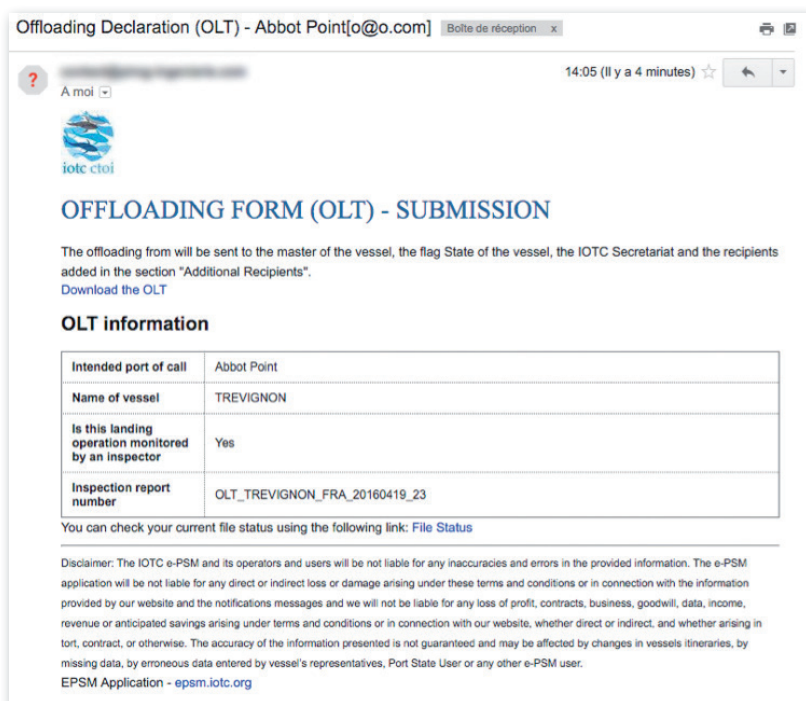 Offloading Declaration (OLT) - Abbot Point[o@o.com] Boîte de réception x
14:05 (Il y a 4 minutes)
?
A moi
iotc ctoi
OFFLOADING FORM (OLT) - SUBMISSION
The offloading from will be sent to the master of the vessel, the flag State of the vessel, the IOTC Secretariat and the recipients
added in the section "Additional Recipients".
Download the OLT
OLT information
Intended port of call Abbot Point
Name of vessel TREVIGNON
Is this landing
operation monitored
by an inspector
Yes
Inspection report
number
OLT_TREVIGNON_FRA_20160419_23
You can check your current file status using the following link: File Status
Disclaimer: The IOTC e-PSM and its operators and users will be not liable for any inaccuracies and errors in the provided information. The e-PSM
application will be not liable for any direct or indirect loss or damage arising under these terms and conditions or in connection with the information
provided by our website and the notifications messages and we will not be liable for any loss of profit, contracts, business, goodwill, data, income,
revenue or anticipated savings arising under terms and conditions or in connection with our website, whether direct or indirect, and whether arising in
tort, contract, or otherwise. The accuracy of the information presented is not guaranteed and may be affected by changes in vessels itineraries, by
missing data, by erroneous data entered by vessel's representatives, Port State User or any other e-PSM user.
EPSM Application - epsm.iotc.org